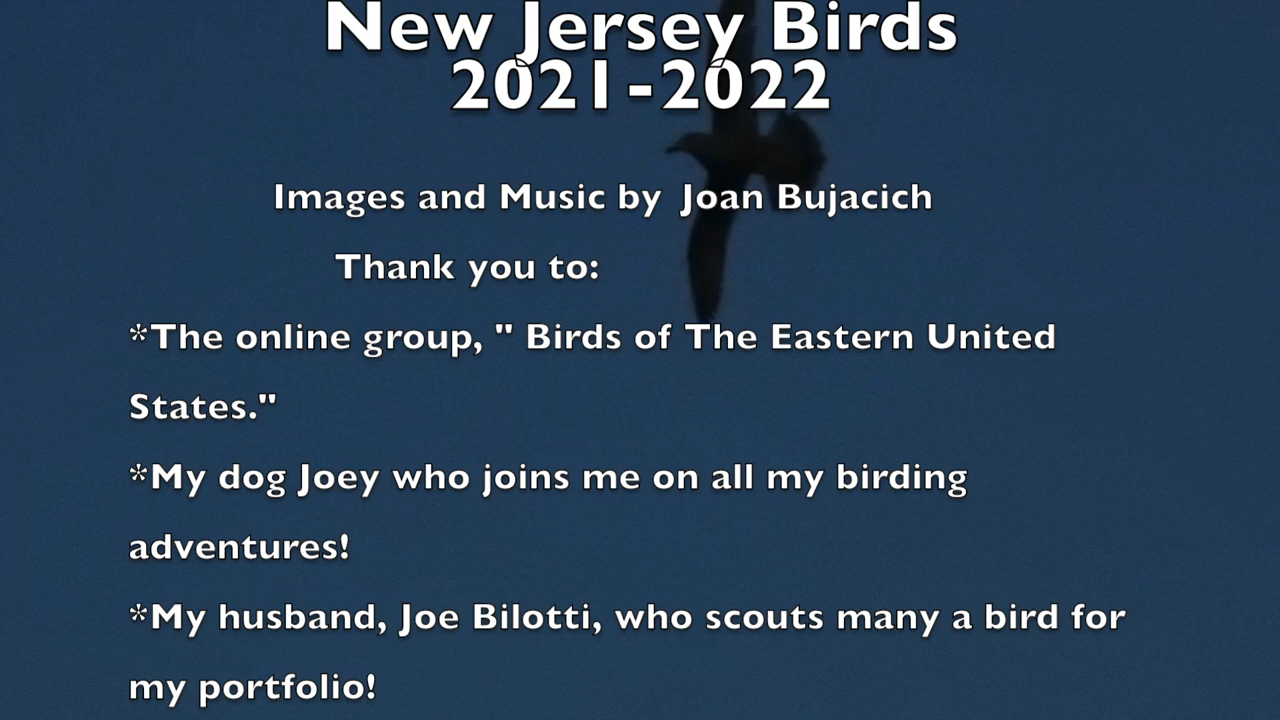 New Jersey Birds
2021-2022
Images and Music by Joan Bujacich
Thank you to:
*The online group, " Birds of The Eastern United
States."
*My dog Joey who joins me on all my birding
adventures!
*My husband, Joe Bilotti, who scouts many a bird for
my portfolio!